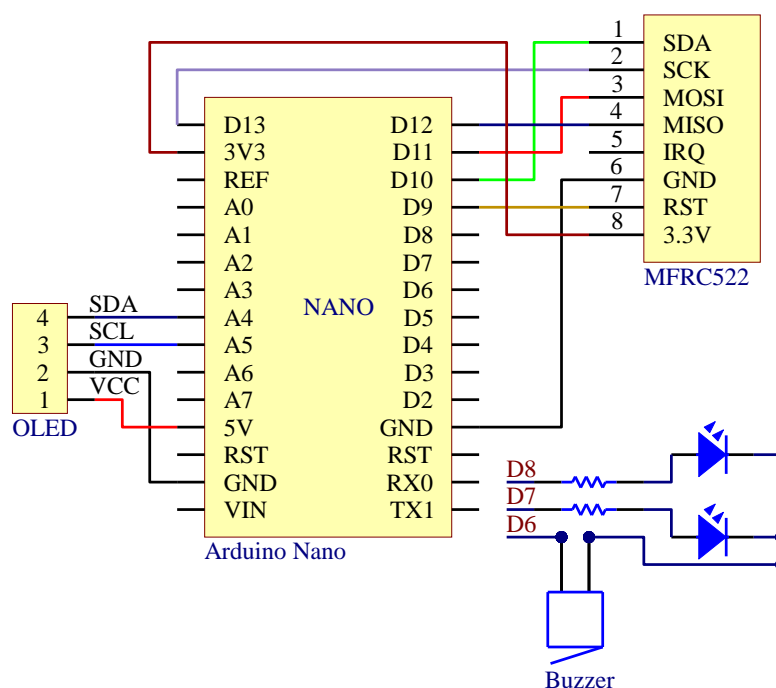 1 SDA
2 SCK
3 MOSI
4 MISO
5 IRQ
6 GND
7 RST
8 3.3V
MFRC522
D13 D12
3V3 D11
REF D10
A0 D9
A1 D8
A2 D7
A3 D6
NANO
A4 D5
A5 D4
A6 D3
A7 D2
5V GND
RST RST
GND RX0
VIN TX1
Arduino Nano
4 SDA
3 SCL
2 GND
1 VCC
OLED
D8
D7
D6
Buzzer